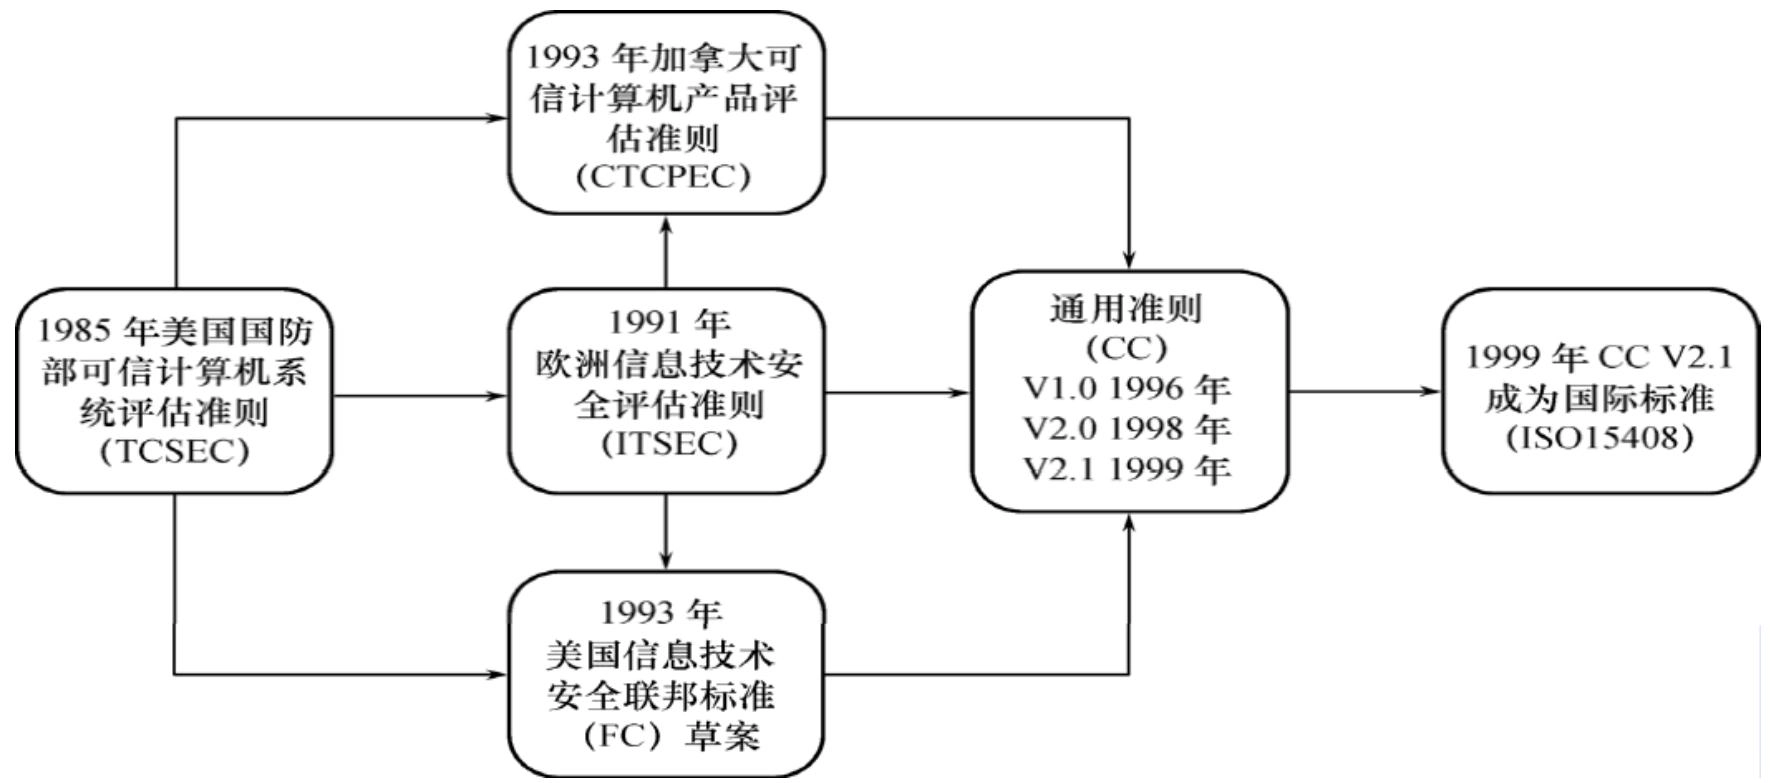 1993 年加拿大可
信计算机产品评
估准则
(CTCPEC)
1985 年美国国防
部可信计算机系
统评估准则
(TCSEC)
1991 年
欧洲信息技术安
全评估准则
(ITSEC)
1993 年
美国信息技术
安全联邦标准
(FC) 草案
通用准则
(CC)
V1.0 1996 年
V2.0 1998 年
V2.1 1999 年
1999 年 CC V2.1
成为国际标准
(ISO15408)